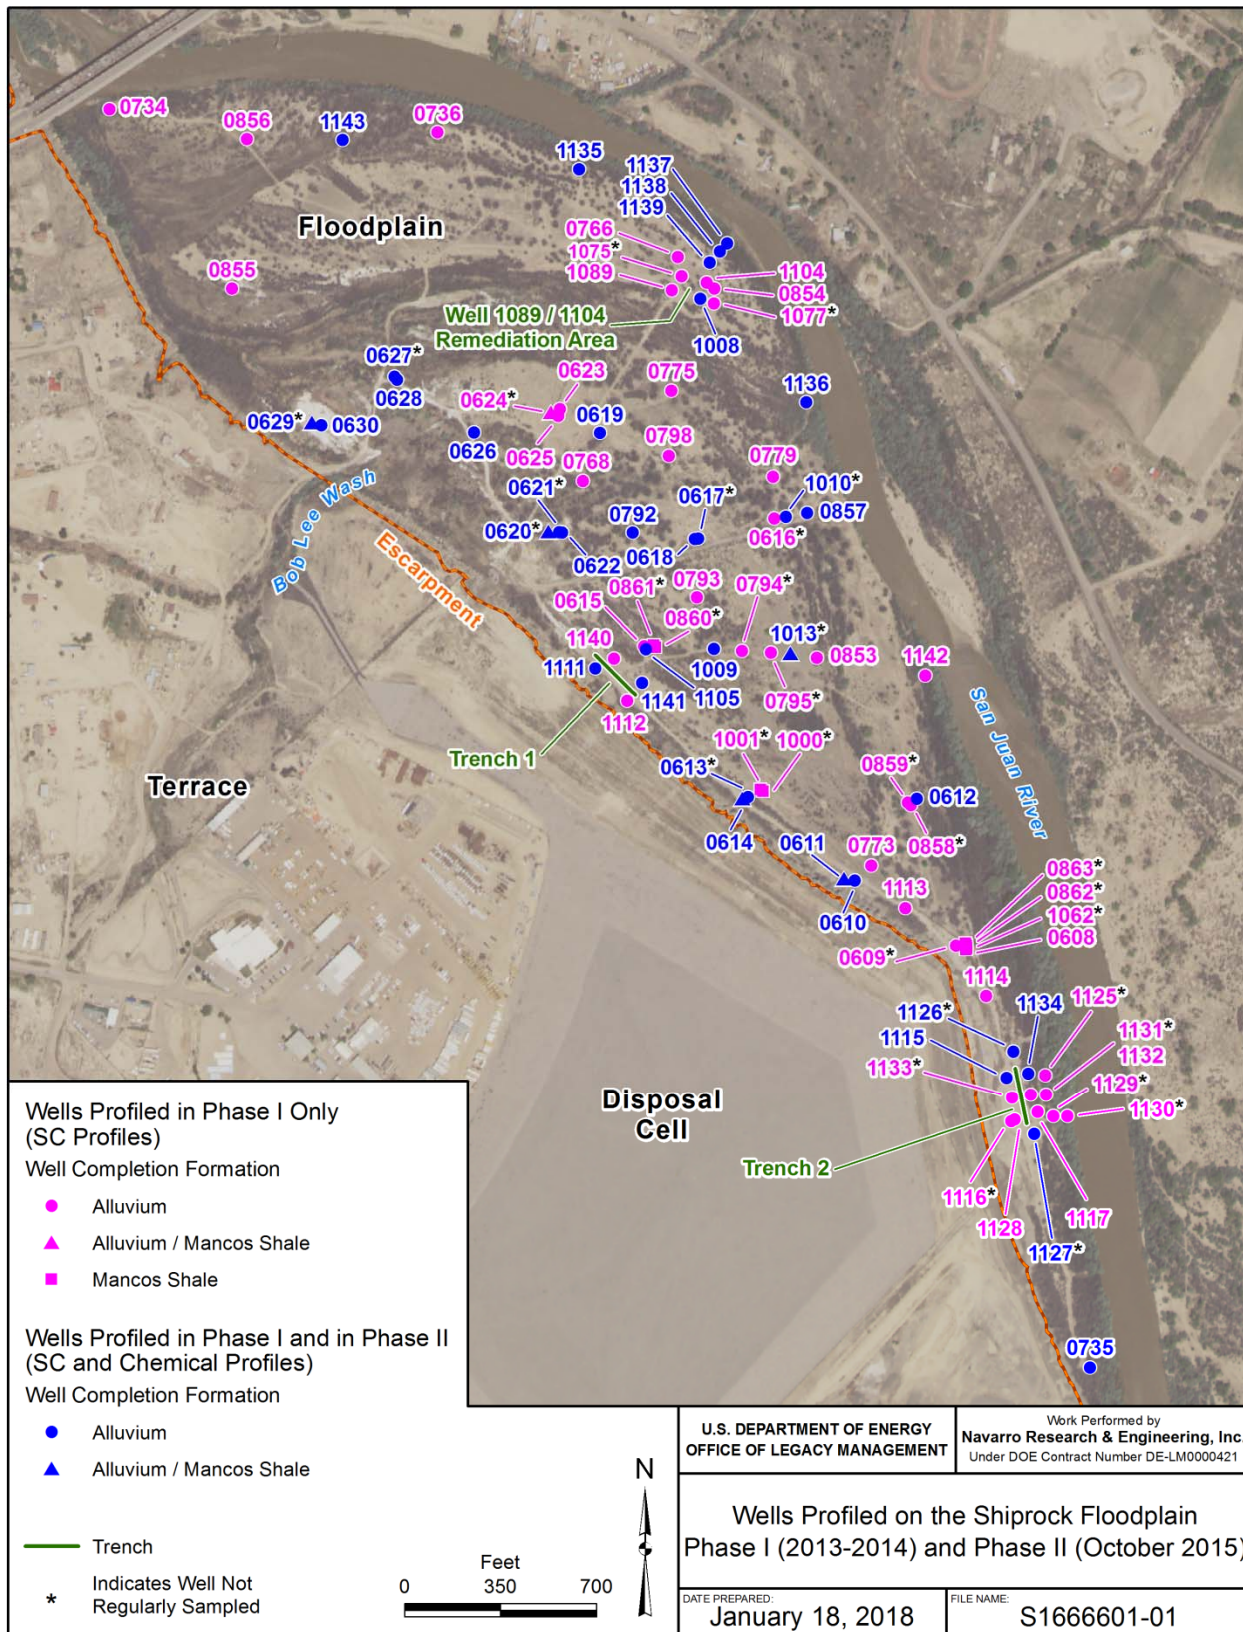 0734
0856
1143
0736
1135
1137
1138
1139
Floodplain
0766
1075*
1089
1104
0854
1077*
0855
Well 1089 / 1104
Remediation Area
1008
0627*
0628
0623
0775
0624*
1136
0629*
0630
0619
0626
0625
0798
0768
0779
Bob Lee Wash
0621*
0617*
1010*
0857
0620*
0792
0616*
0622
0618
Escarpment
0861*
0793
0794*
0615
0860*
1140
1013*
1111
1009
0853
1142
1141
1105
0795*
1112
San Juan River
Trench 1
1001*
1000*
Terrace
0613*
0859*
0612
0614
0611
0773
0858*
1113
0863*
0862*
1062*
0608
0610
0609*
1114
1126*
1134
1125*
1115
1131*
1132
1133*
1129*
1130*
Disposal
Cell
Trench 2
1116*
1128
1117
1127*
0735
Wells Profiled in Phase I Only
(SC Profiles)
Well Completion Formation
Alluvium
Alluvium / Mancos Shale
Mancos Shale
Wells Profiled in Phase I and in Phase II
(SC and Chemical Profiles)
Well Completion Formation
Alluvium
Alluvium / Mancos Shale
Trench
* Indicates Well Not
Regularly Sampled
Feet
0 350 700
N
U.S. DEPARTMENT OF ENERGY
OFFICE OF LEGACY MANAGEMENT
Work Performed by
Navarro Research & Engineering, Inc.
Under DOE Contract Number DE-LM0000421
Wells Profiled on the Shiprock Floodplain
Phase I (2013-2014) and Phase II (October 2015)
DATE PREPARED:
January 18, 2018
FILE NAME:
S1666601-01